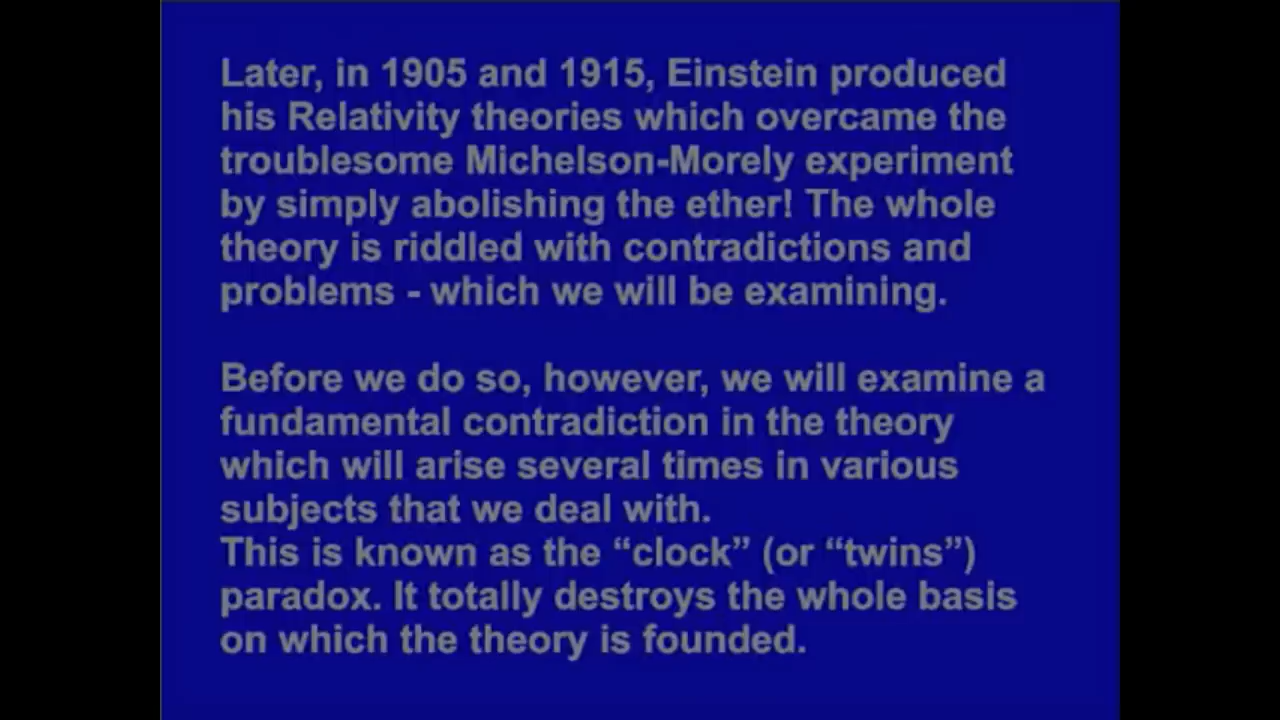 Later, in 1905 and 1915, Einstein produced
his Relativity theories which overcame the
troublesome Michelson-Morely experiment
by simply abolishing the ether! The whole
theory is riddled with contradictions and
problems - which we will be examining.
Before we do so, however, we will examine a
fundamental contradiction in the theory
which will arise several times in various
subjects that we deal with.
This is known as the “clock” (or “twins”)
paradox. It totally destroys the whole basis
on which the theory is founded.